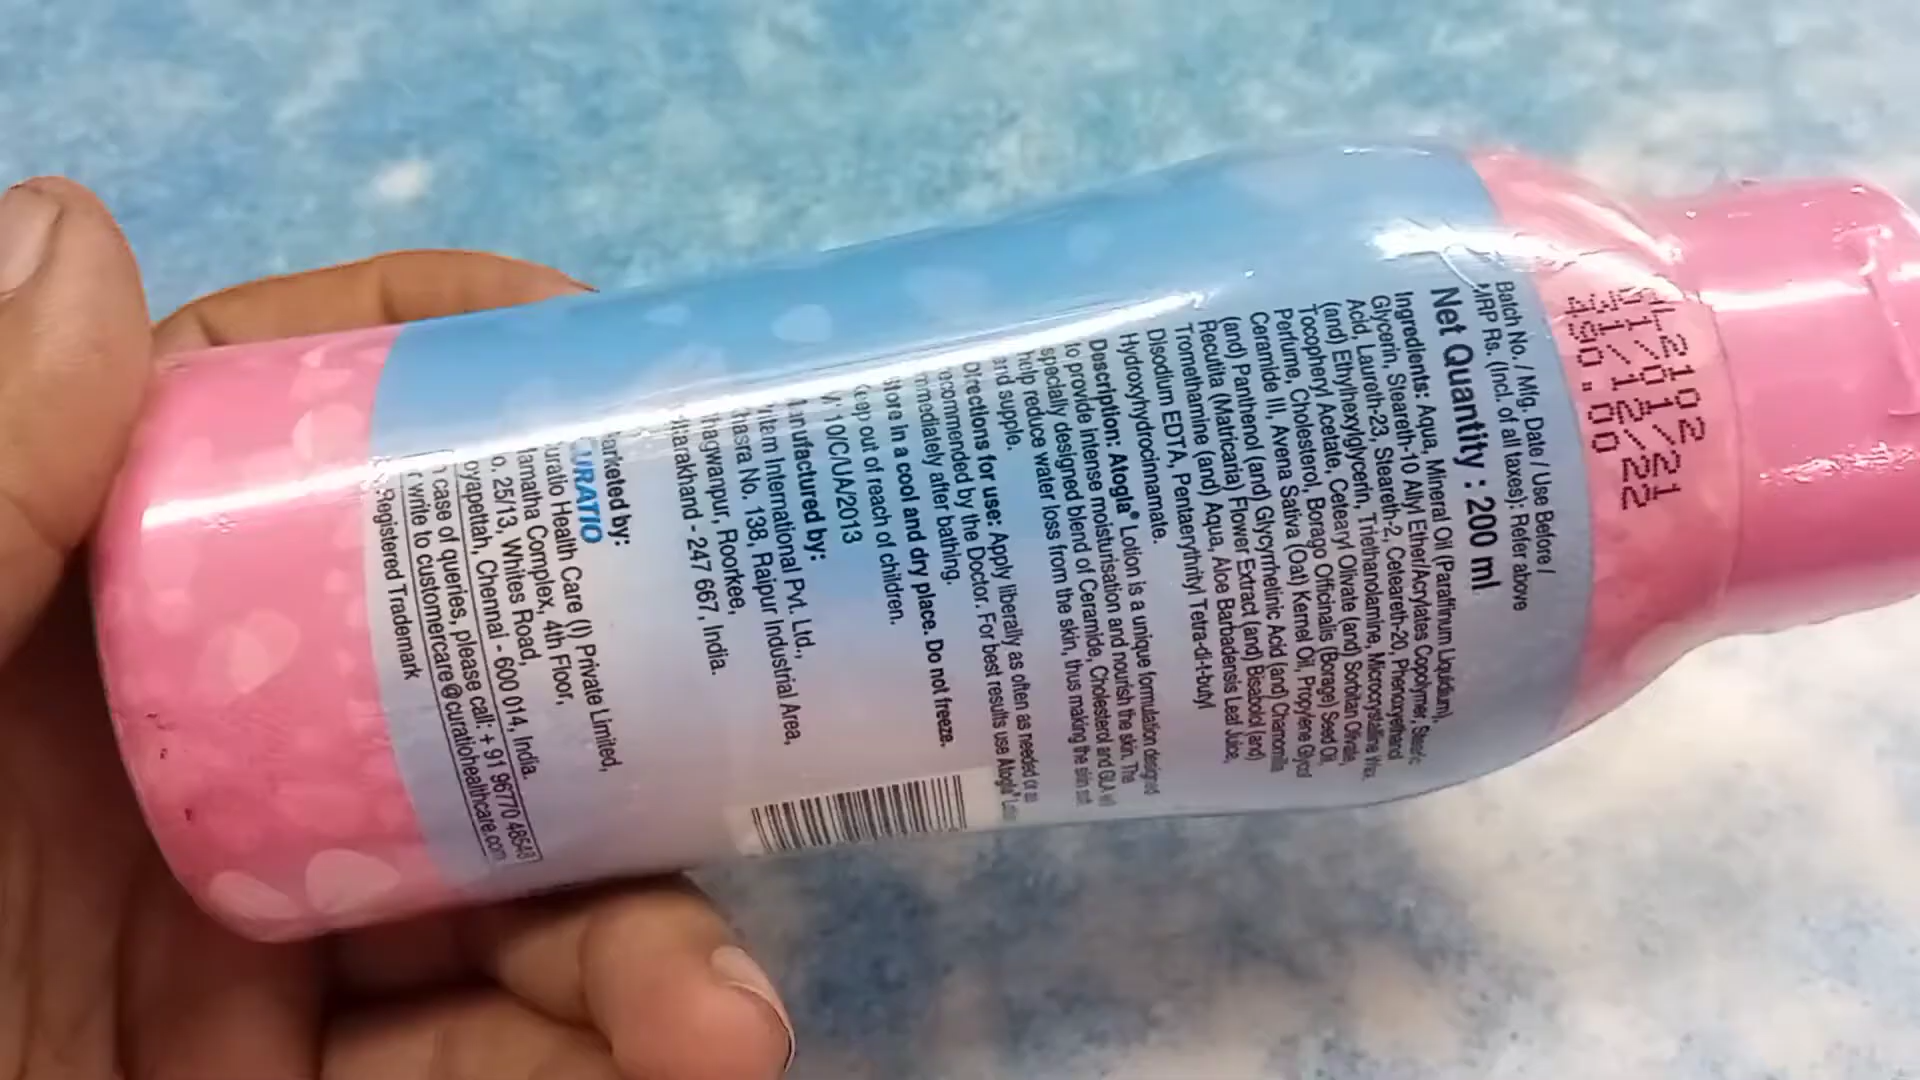 2102
01/21
31/12/22
490.00
Batch No. / Mfg. Date / Use Before /
MRP Rs. (Incl. of all taxes): Refer above
Net Quantity : 200 ml
Ingredients: Aqua, Mineral Oil (Paraffinum Liquidum),
Glycerin, Steareth-10 Allyl Ether/Acrylates Copolymer, Stearic
Acid, Laureth-23, Steareth-2, Ceteareth-20, Phenoxyethanol
(and) Ethylhexylglycerin, Triethanolamine, Microcrystalline Wax,
Tocopheryl Acetate, Cetearyl Olivate (and) Sorbitan Olivate,
Perfume, Cholesterol, Borago Officinalis (Borage) Seed Oil,
Ceramide III, Avena Sativa (Oat) Kernel Oil, Propylene Glycol
(and) Panthenol (and) Glycyrrhetinic Acid (and) Chamomilla
Recutita (Matricaria) Flower Extract (and) Bisabolol (and)
Tromethamine (and) Aqua, Aloe Barbadensis Leaf Juice,
Disodium EDTA, Pentaerythrityl Tetra-di-t-butyl
Hydroxyhydrocinnamate.
Description: Atogla® Lotion is a unique formulation designed
to provide intense moisturisation and nourish the skin. The
specially designed blend of Ceramide, Cholesterol and GLA
help reduce water loss from the skin, thus making the skin
and supple.
Directions for use: Apply liberally as often as needed or as
recommended by the Doctor. For best results use Atogla®
immediately after bathing.
Store in a cool and dry place. Do not freeze.
Keep out of reach of children.
10/C/UA/2013
Manufactured by:
International Pvt. Ltd.,
Khasra No. 138, Raipur Industrial Area,
Bhagwanpur, Roorkee,
Uttarakhand - 247 667, India.
Marketed by:
CURATIO
Curatio Health Care (I) Private Limited,
Complex, 4th Floor,
No. 25/13, Whites Road,
Royapettah, Chennal - 600 014, India.
In case of queries, please call: + 91 96770 48648
or write to customercare@curatiohealthcare.com
Registered Trademark